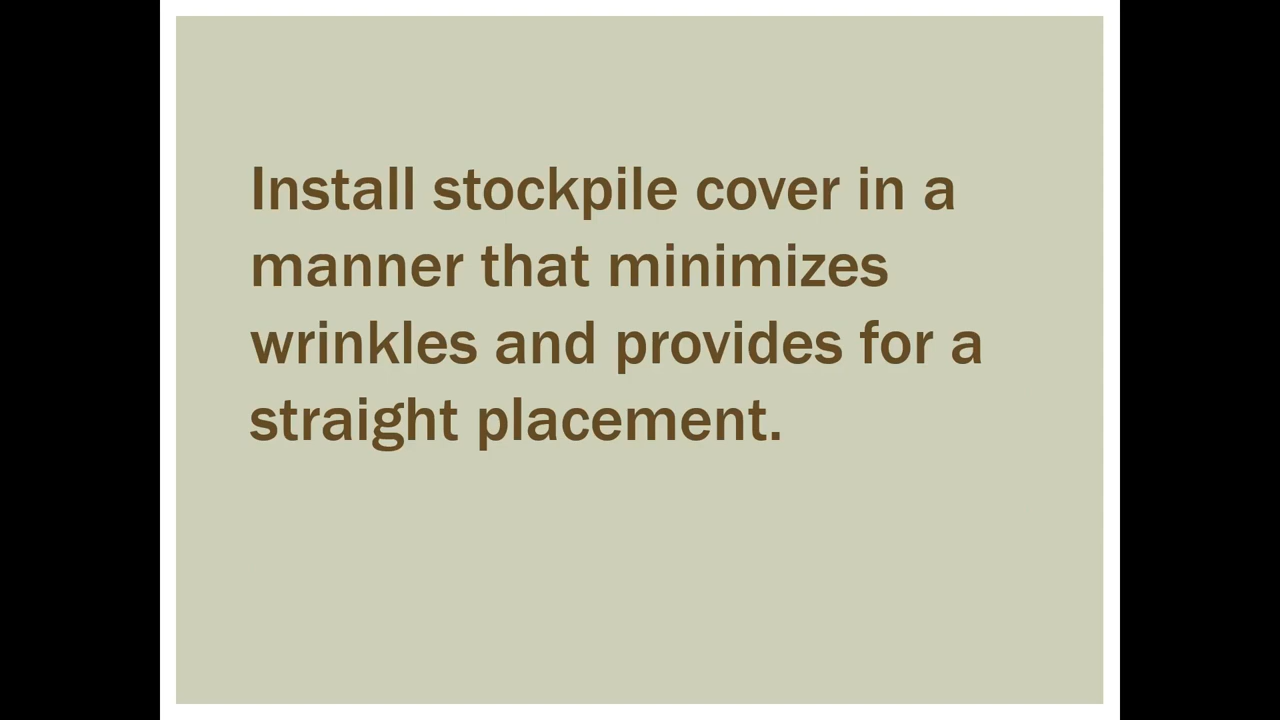 Install stockpile cover in a
manner that minimizes
wrinkles and provides for a
straight placement.